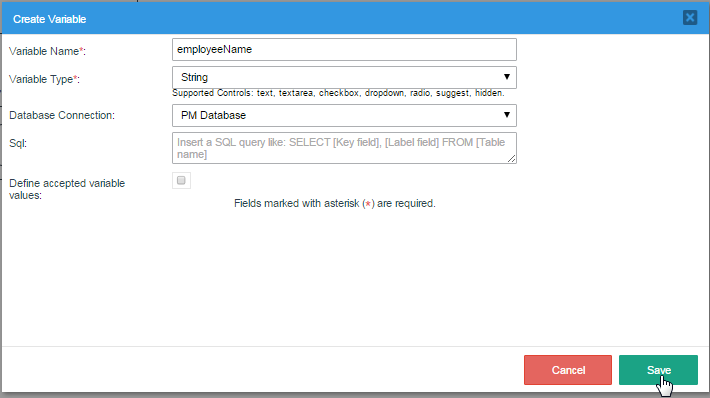 Create Variable
Variable Name*:
employeeName
Variable Type*:
String
Supported Controls: text, textarea, checkbox, dropdown, radio, suggest, hidden.
Database Connection:
PM Database
Sql:
Insert a SQL query like: SELECT [Key field], [Label field] FROM [Table
name]
Define accepted variable
values:
Fields marked with asterisk (*) are required.
Cancel
Save